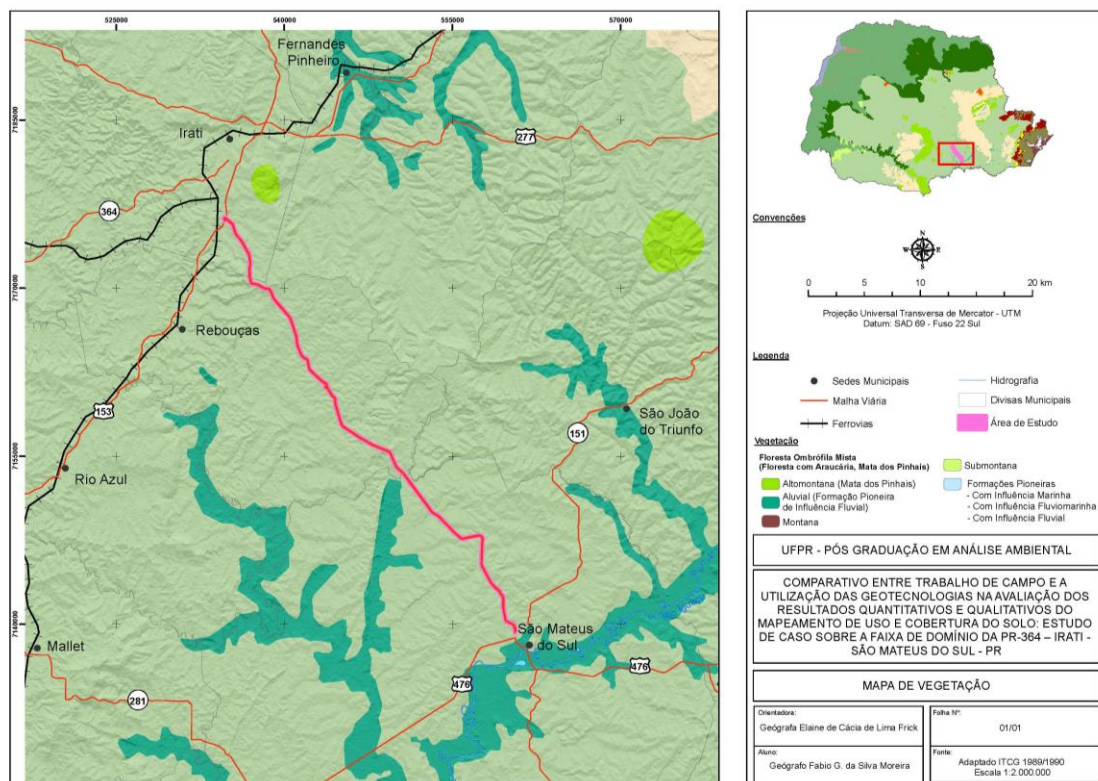 525000
540000
555000
570000
7185000
7170000
7155000
7140000
Fernandes
Pinheiro
Irati
277
364
Rebouças
153
Rio Azul
São João
do Triunfo
151
São Mateus
do Sul
476
476
Mallet
281
Convenções
N
W
E
S
0 5 10 20 km
Projeção Universal Transversa de Mercator - UTM
Datum: SAD 69 - Fuso 22 Sul
Legenda
Sedes Municipais
Malha Viária
Ferrovias
Hidrografia
Divisas Municipais
Área de Estudo
Vegetação
Floresta Ombrófila Mista
(Floresta com Araucária, Mata dos Pinhais)
Altomontana (Mata dos Pinhais)
Aluvial (Formação Pioneira
de Influência Fluvial)
Montana
Submontana
Formações Pioneiras
- Com Influência Marinha
- Com Influência Fluviomarinha
- Com Influência Fluvial
UFPR - PÓS GRADUAÇÃO EM ANÁLISE AMBIENTAL
COMPARATIVO ENTRE TRABALHO DE CAMPO E A
UTILIZAÇÃO DAS GEOTECNOLOGIAS NA AVALIAÇÃO DOS
RESULTADOS QUANTITATIVOS E QUALITATIVOS DO
MAPEAMENTO DE USO E COBERTURA DO SOLO: ESTUDO
DE CASO SOBRE A FAIXA DE DOMÍNIO DA PR-364 – IRATI -
SÃO MATEUS DO SUL - PR
MAPA DE VEGETAÇÃO
Orientadora:
Geógrafa Elaine de Cácia de Lima Frick
Folha Nº:
01/01
Aluno:
Geógrafo Fabio G. da Silva Moreira
Fonte:
Adaptado ITCG 1989/1990
Escala 1:2.000.000